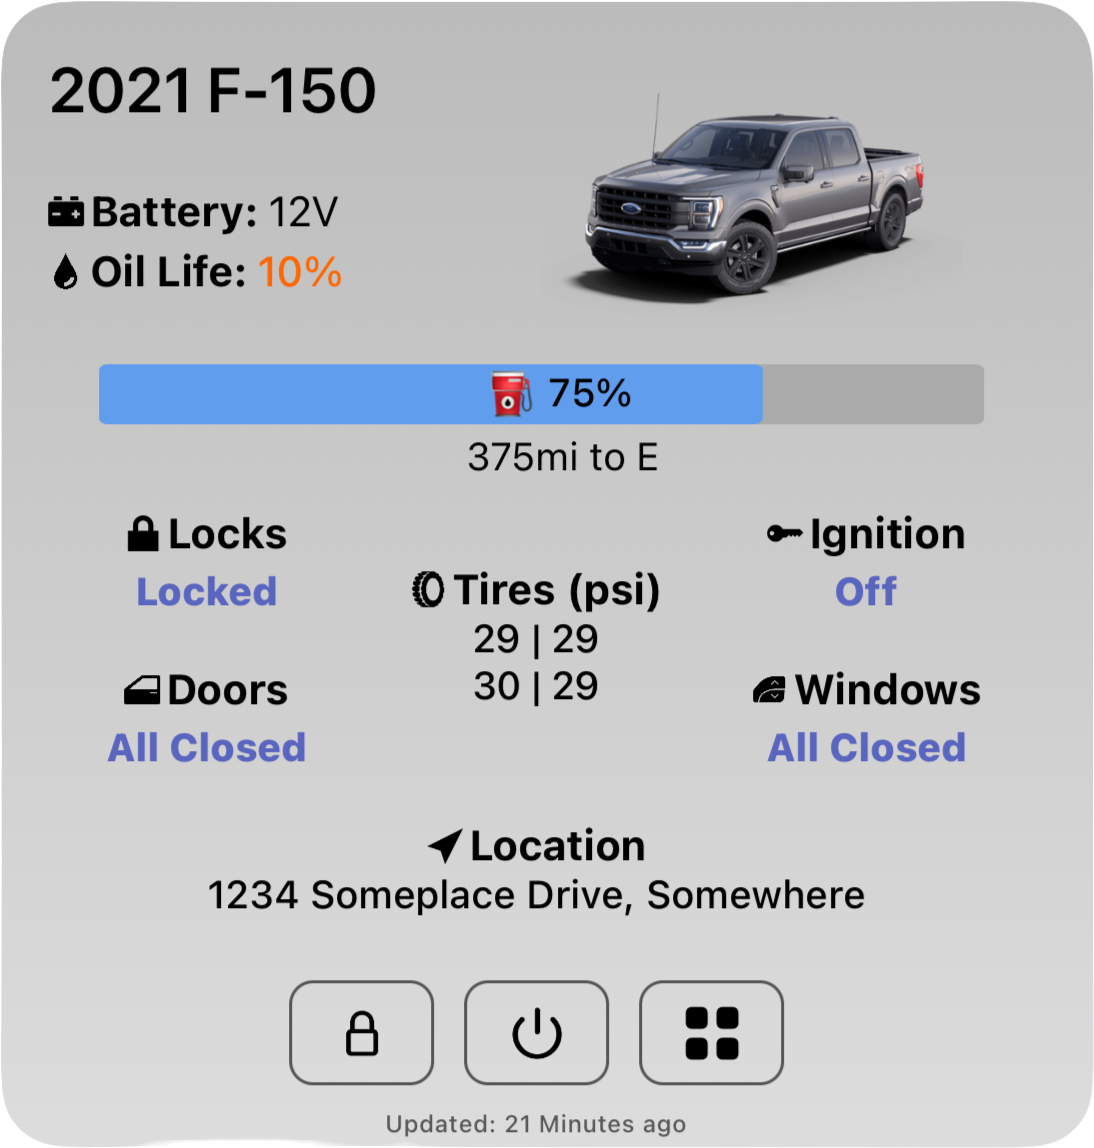 2021 F-150
Battery: 12V
Oil Life: 10%
75%
375mi to E
Locks
Locked
Ignition
Off
Tires (psi)
29 | 29
30 | 29
Doors
All Closed
Windows
All Closed
Location
1234 Someplace Drive, Somewhere
Updated: 21 Minutes ago